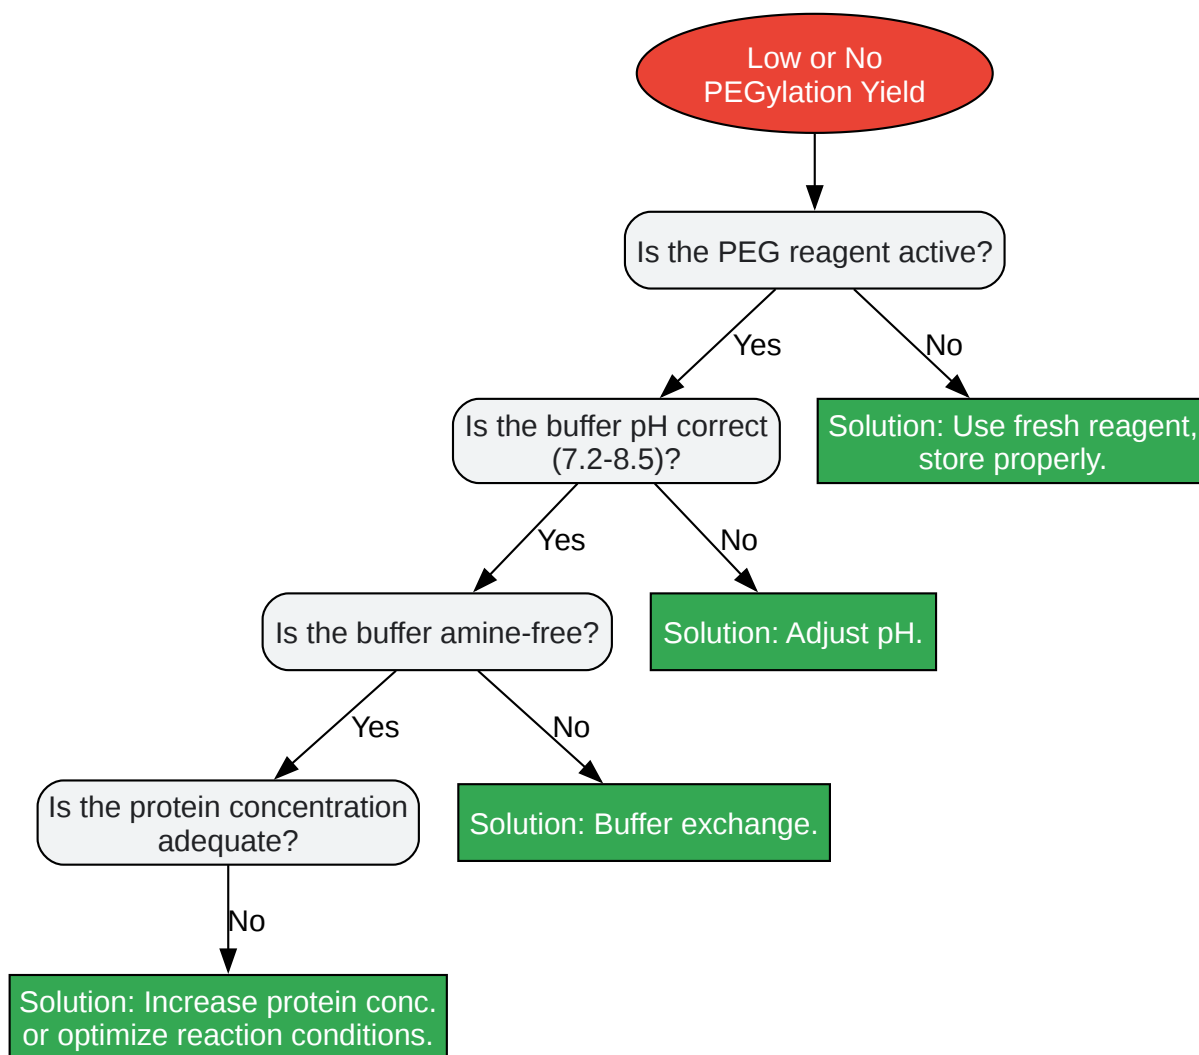 Low or No
PEGylation Yield
Is the PEG reagent active?
Yes
No
Is the buffer pH correct
(7.2-8.5)?
Solution: Use fresh reagent,
store properly.
Yes
No
Is the buffer amine-free?
Solution: Adjust pH.
Yes
No
Is the protein concentration
adequate?
Solution: Buffer exchange.
No
Solution: Increase protein conc.
or optimize reaction conditions.